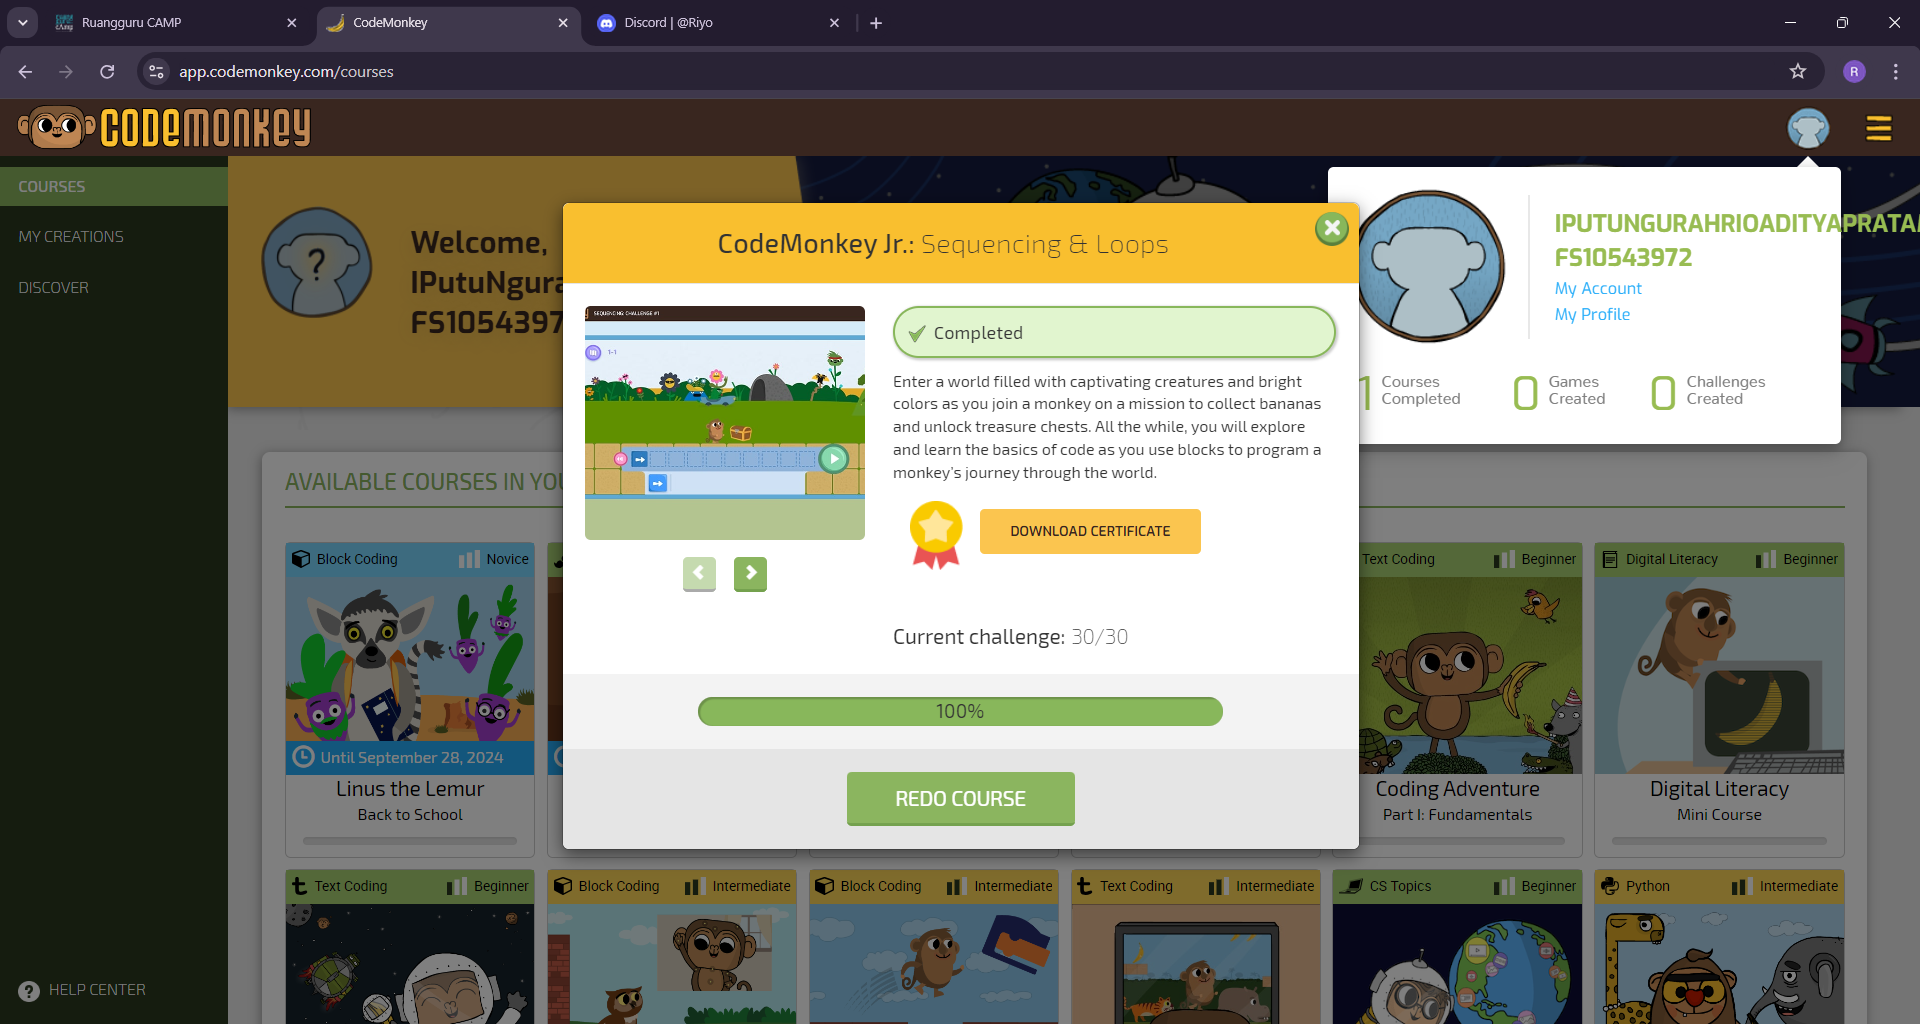 Ruangguru CAMP
CodeMonkey
Discord | @Riyo
app.codemonkey.com/courses
R
CODEMONKEY
COURSES
MY CREATIONS
DISCOVER
HELP CENTER
?
Welcome,
IPutuNgura
FS1054397
IPUTUNGURAHRIOADITYAPRATAM
FS10543972
My Account
My Profile
1 Courses Completed
0 Games Created
0 Challenges Created
CodeMonkey Jr.: Sequencing & Loops
SEQUENCING: CHALLENGE #1
1-1
Completed
Enter a world filled with captivating creatures and bright
colors as you join a monkey on a mission to collect bananas
and unlock treasure chests. All the while, you will explore
and learn the basics of code as you use blocks to program a
monkey's journey through the world.
DOWNLOAD CERTIFICATE
Current challenge: 30/30
100%
REDO COURSE
AVAILABLE COURSES IN YOU
Block Coding Novice
Until September 28, 2024
Linus the Lemur
Back to School
Text Coding Beginner
Coding Adventure
Part I: Fundamentals
Digital Literacy Beginner
Digital Literacy
Mini Course
Text Coding Beginner
Block Coding Intermediate
Block Coding Intermediate
Text Coding Intermediate
CS Topics Beginner
Python Intermediate